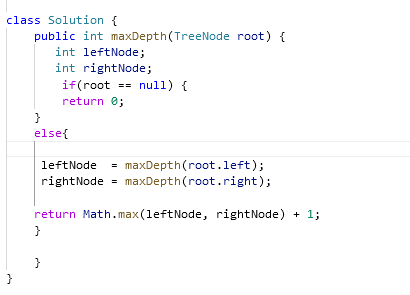 class Solution {
    public int maxDepth(TreeNode root) {
       int leftNode;
       int rightNode;
        if(root == null) {
        return 0;
    }
    else{
     leftNode  = maxDepth(root.left);
     rightNode = maxDepth(root.right);
    return Math.max(leftNode, rightNode) + 1;
    }
    }
}